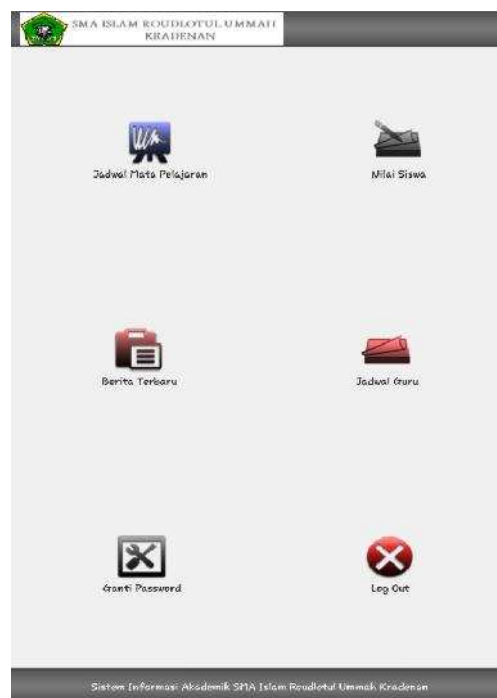 SMA ISLAM ROUDLOTUL UMMAH
KRADENAN
Jadwal Mata Pelajaran
Nilai Siswa
Berita Terbaru
Jadwal Guru
Ganti Password
Log Out
Sistem Informasi Akademik SMA Islam Roudlotul Ummah Kradenan